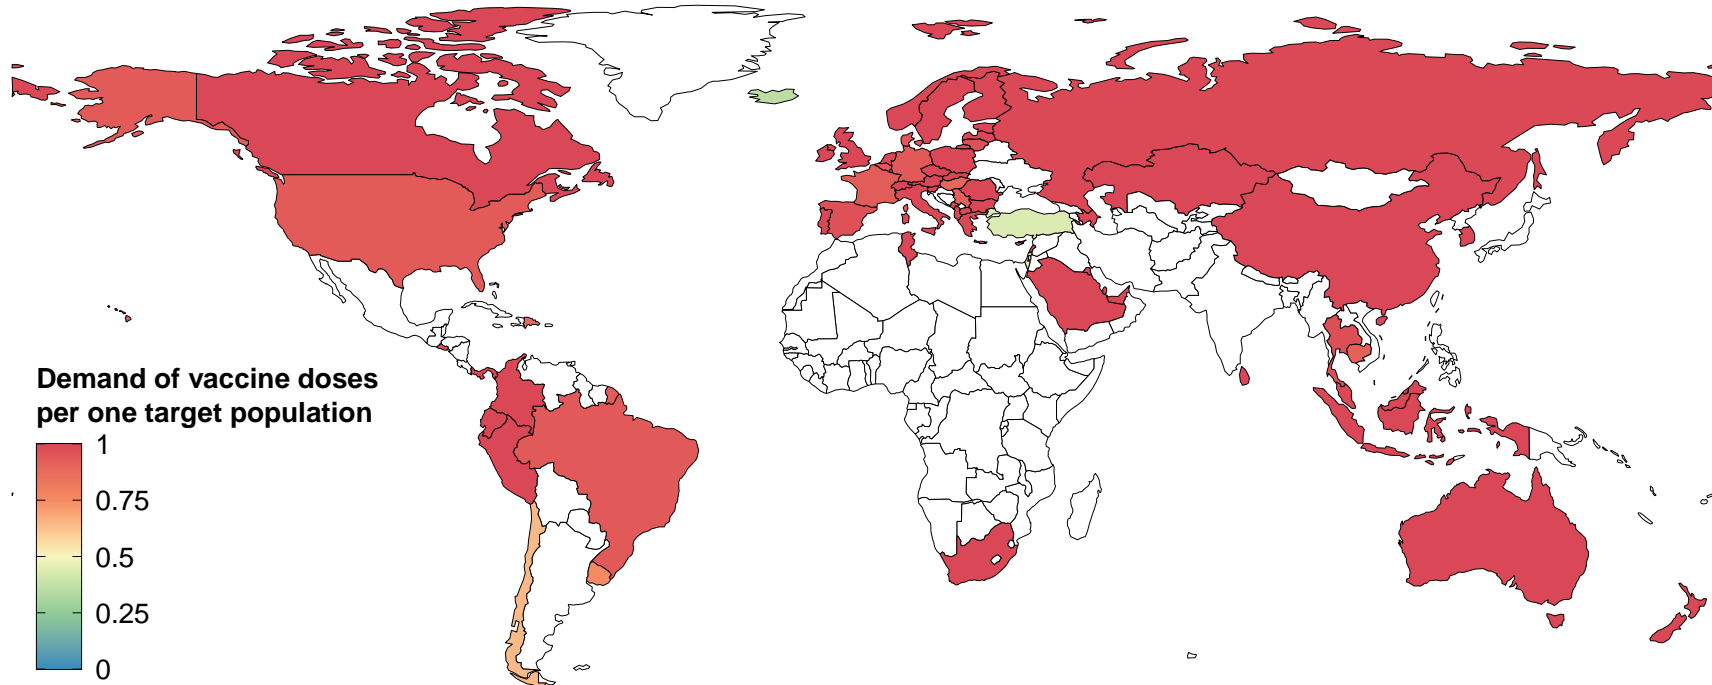 Demand of vaccine doses
per one target population
1
0.75
0.5
0.25
0